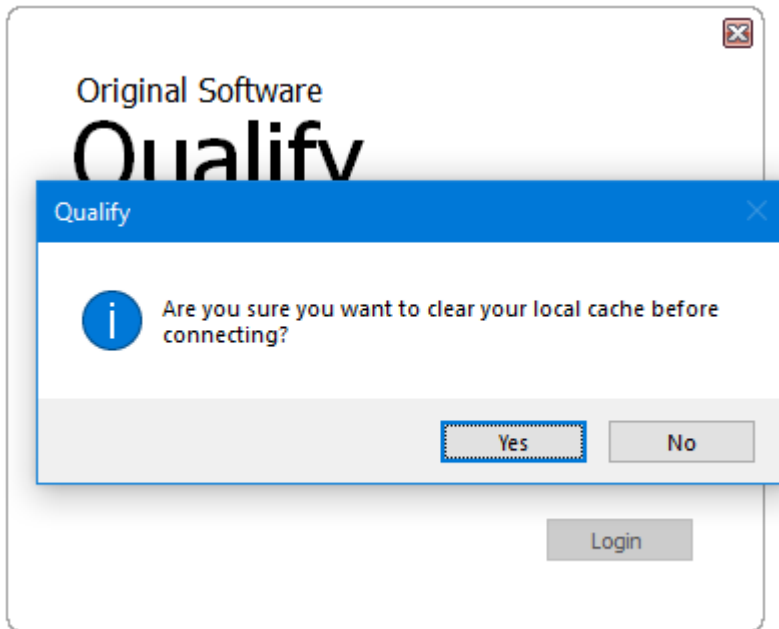 Original Software
Qualify
Qualify
Are you sure you want to clear your local cache before
connecting?
Yes
No
Login